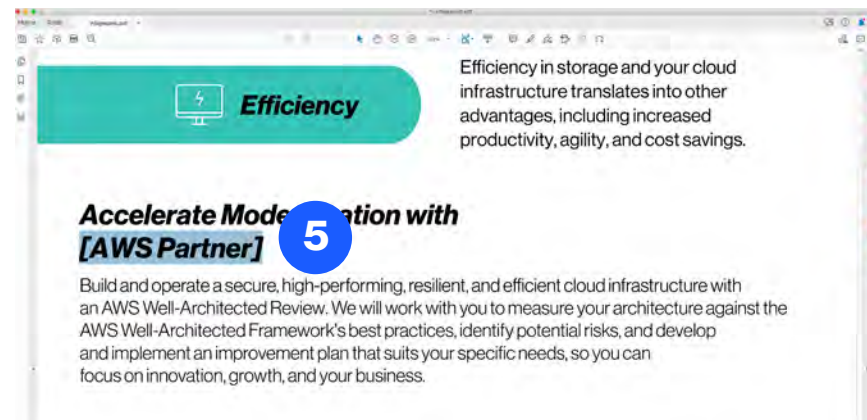 Efficiency
Efficiency in storage and your cloud
infrastructure translates into other
advantages, including increased
productivity, agility, and cost savings.
Accelerate Mode ation with
[AWS Partner]
5
Build and operate a secure, high-performing, resilient, and efficient cloud infrastructure with
an AWS Well-Architected Review. We will work with you to measure your architecture against the
AWS Well-Architected Framework's best practices, identify potential risks, and develop
and implement an improvement plan that suits your specific needs, so you can
focus on innovation, growth, and your business.